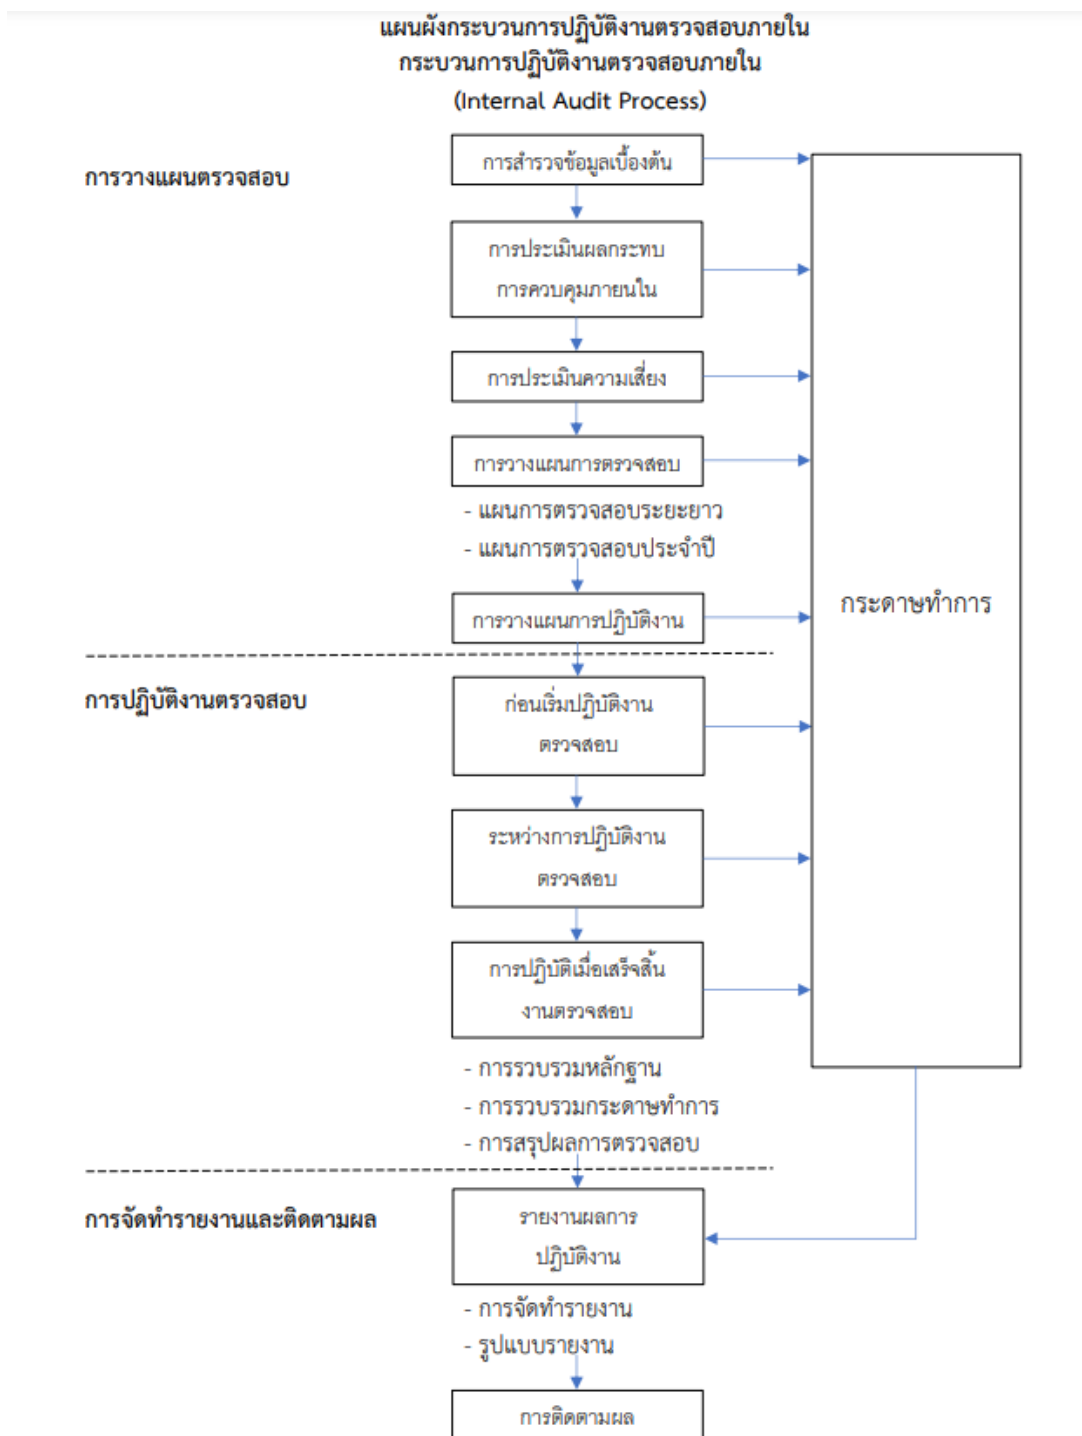 แผนผังกระบวนการปฏิบัติงานตรวจสอบภายใน
กระบวนการปฏิบัติงานตรวจสอบภายใน
(Internal Audit Process)
การวางแผนตรวจสอบ
การสำรวจข้อมูลเบื้องต้น
การประเมินผลกระทบ
การควบคุมภายนใน
การประเมินความเสี่ยง
การวางแผนการตรวจสอบ
- แผนการตรวจสอบระยะยาว
- แผนการตรวจสอบประจำปี
การวางแผนการปฏิบัติงาน
กระดาษทำการ
การปฏิบัติงานตรวจสอบ
ก่อนเริ่มปฏิบัติงาน
ตรวจสอบ
ระหว่างการปฏิบัติงาน
ตรวจสอบ
การปฏิบัติเมื่อเสร็จสิ้น
งานตรวจสอบ
- การรวบรวมหลักฐาน
- การรวบรวมกระดาษทำการ
- การสรุปผลการตรวจสอบ
การจัดทำรายงานและติดตามผล
รายงานผลการ
ปฏิบัติงาน
- การจัดทำรายงาน
- รูปแบบรายงาน
การติดตามผล